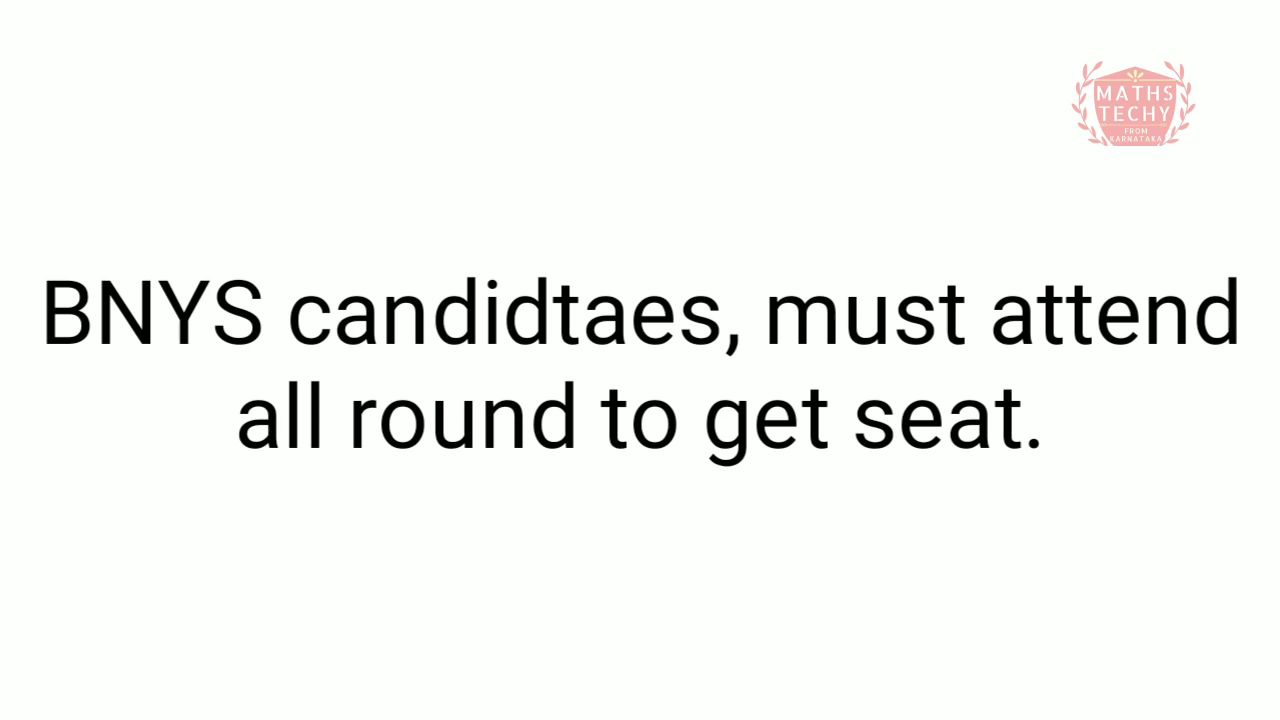 MATHS
TECHY
FROM
KARNATAKA
BNYS candidtaes, must attend
all round to get seat.